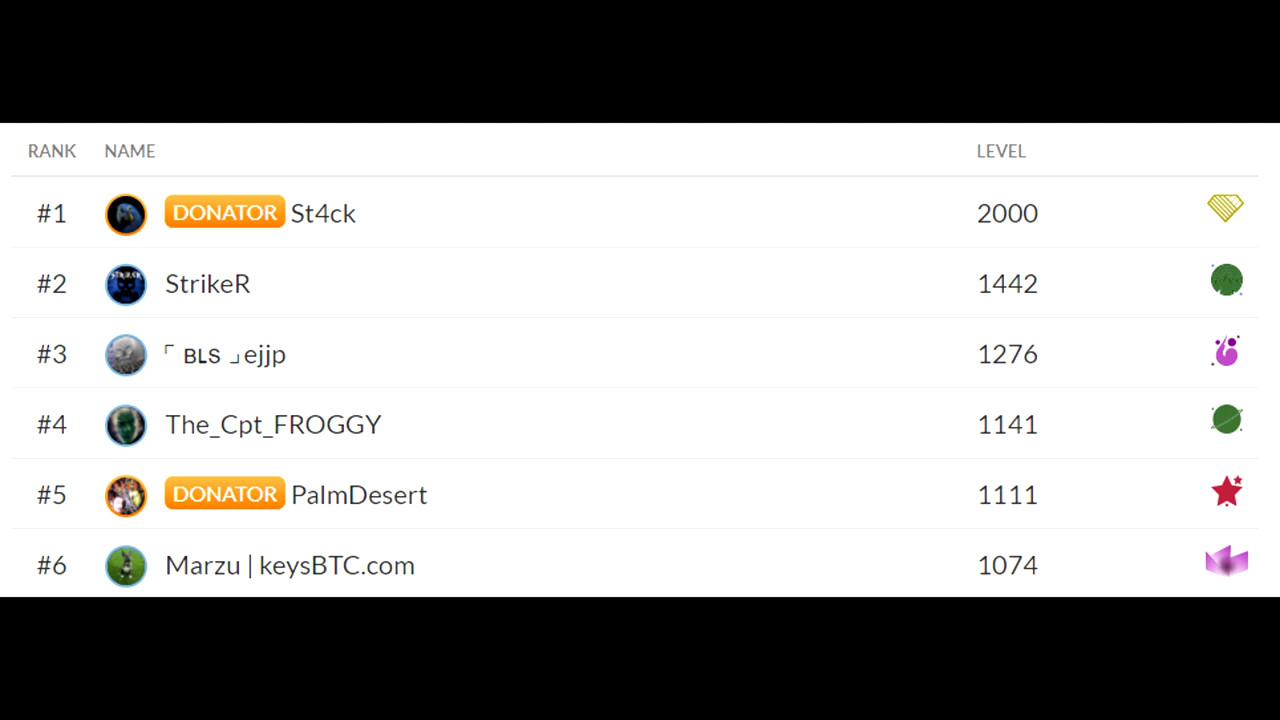 RANK NAME LEVEL
#1 DONATOR St4ck 2000
#2 StrikeR 1442
#3 「 ʙʟs 」ejjp 1276
#4 The_Cpt_FROGGY 1141
#5 DONATOR PalmDesert 1111
#6 Marzu | keysBTC.com 1074